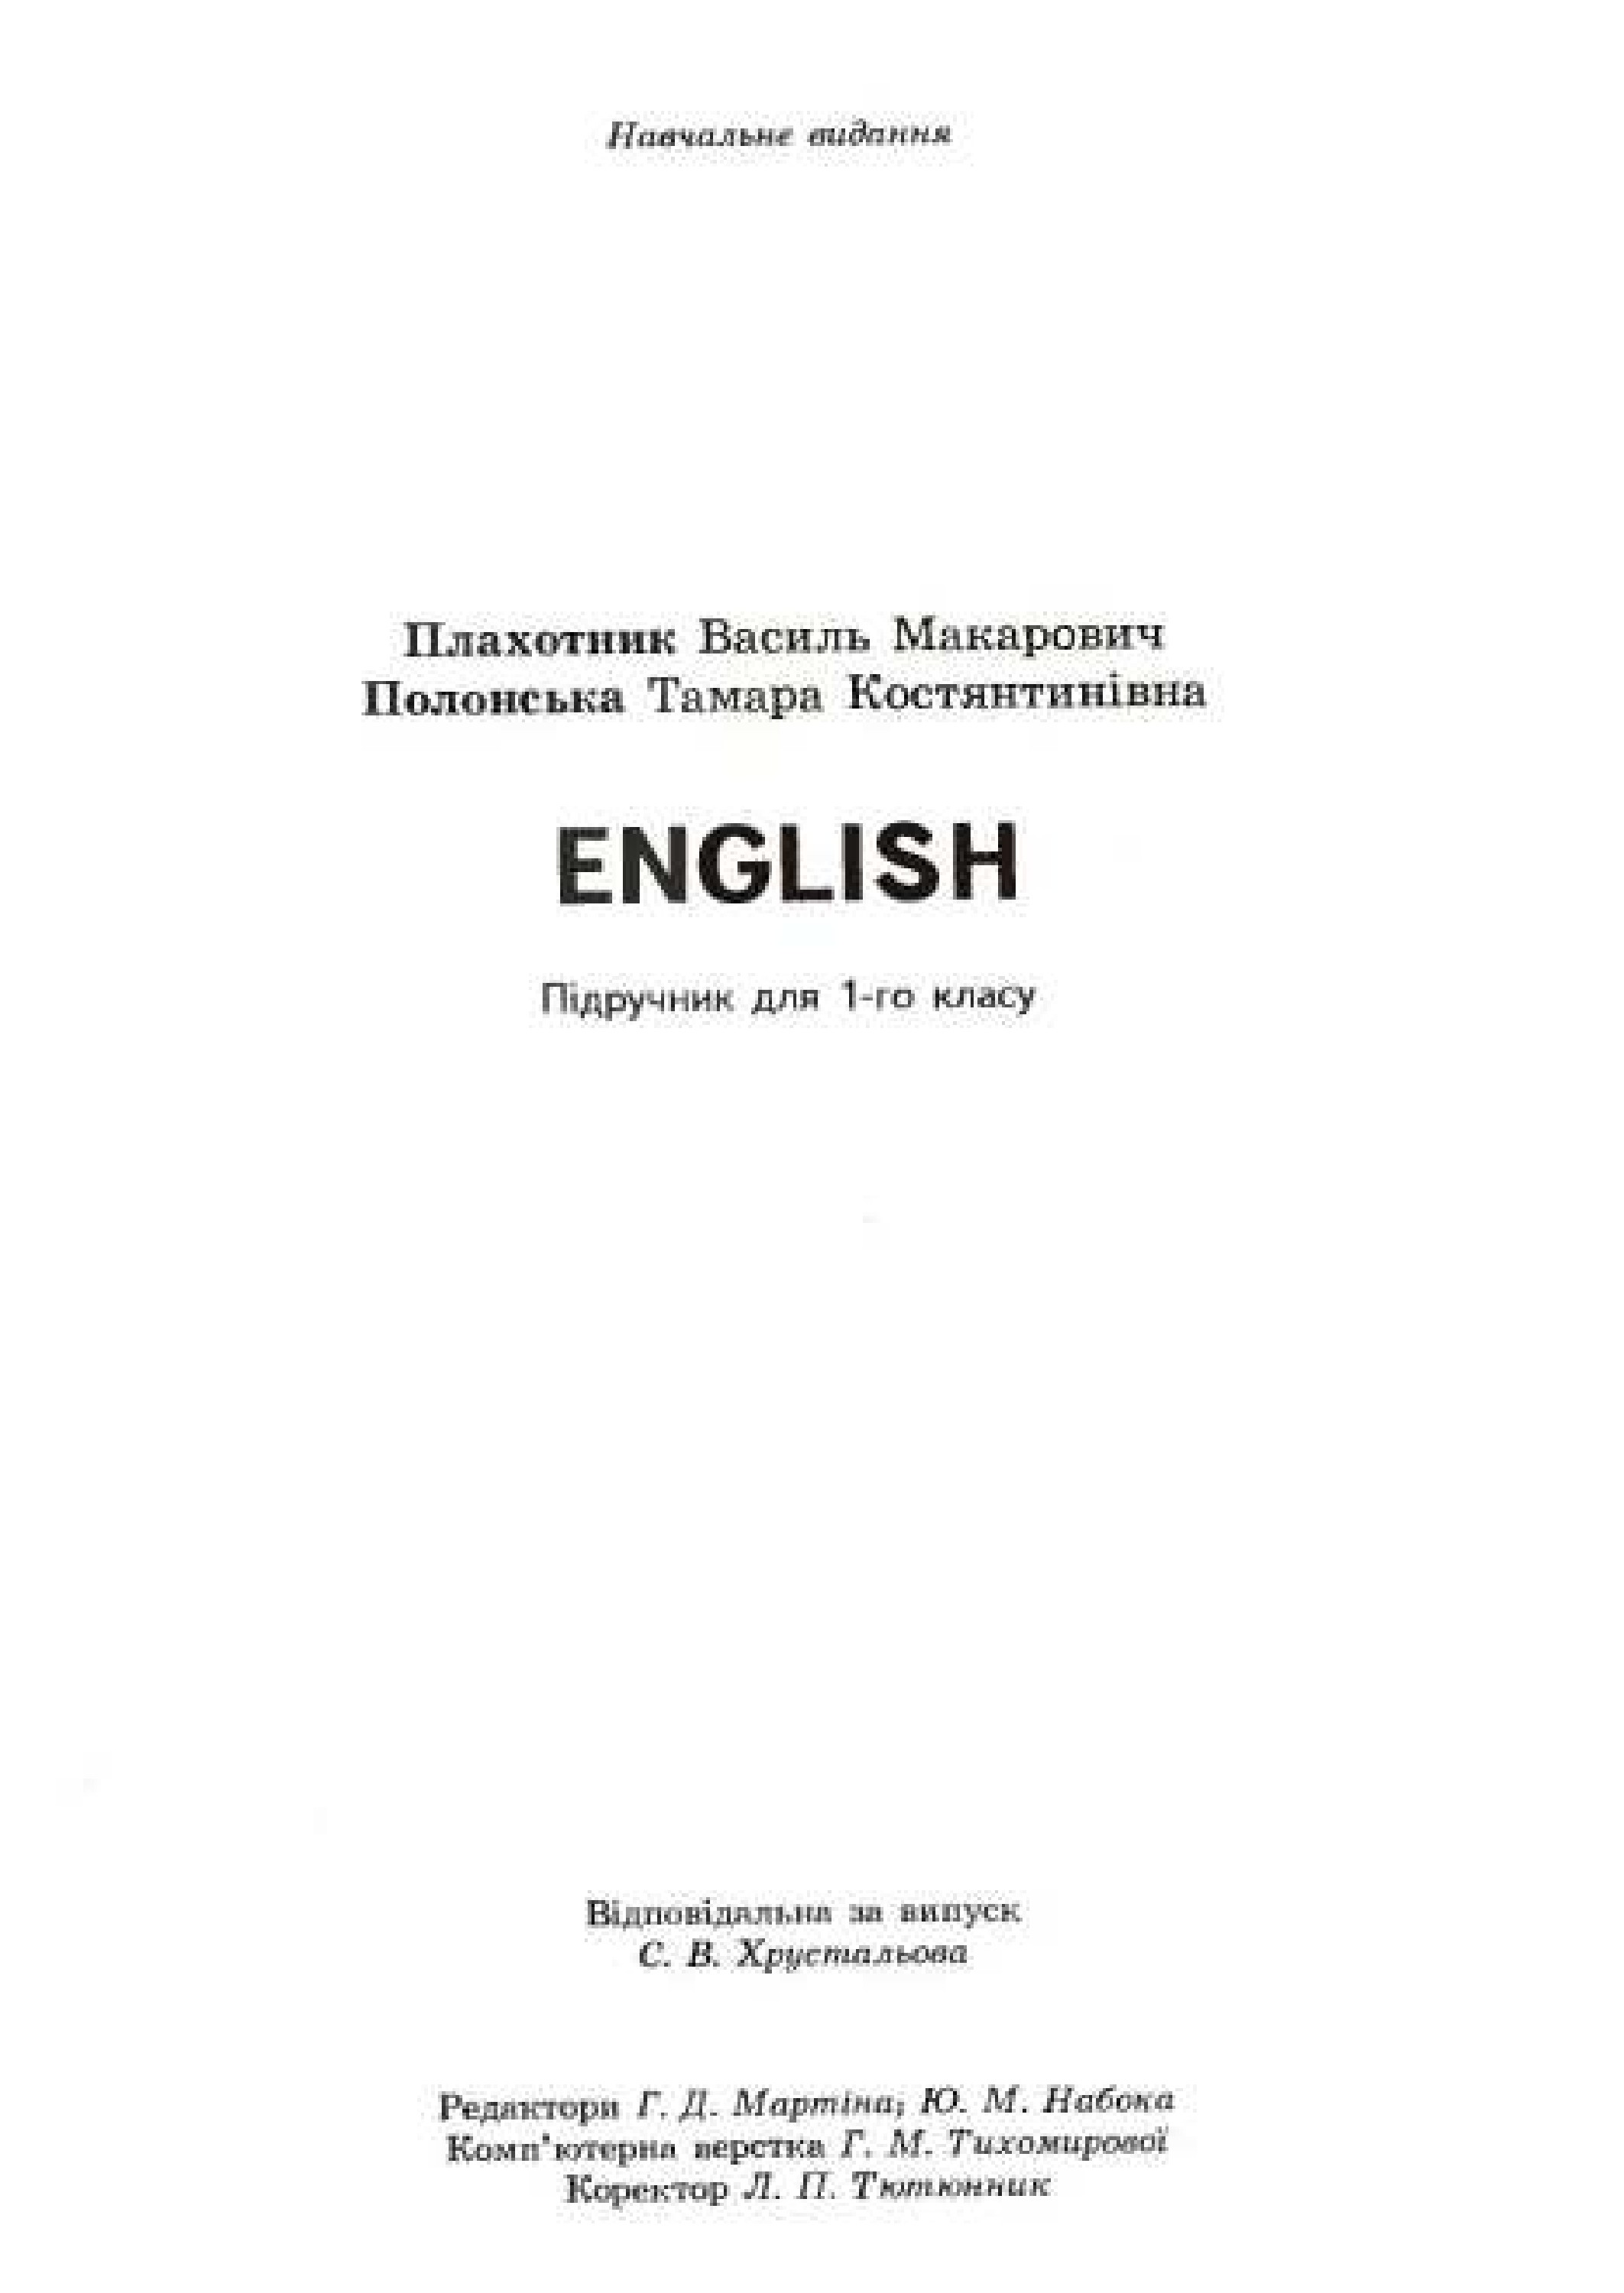 Навчальне видання
Плахотник Василь Макарович
Полонська Тамара Костянтинівна
ENGLISH
Підручник для 1-го класу
Відповідальна за випуск
С. В. Хрустальова
Редактори Г. Д. Мартіна; Ю. М. Набока
Комп'ютерна верстка Г. М. Тихомирової
Коректор Л. П. Тютюнник